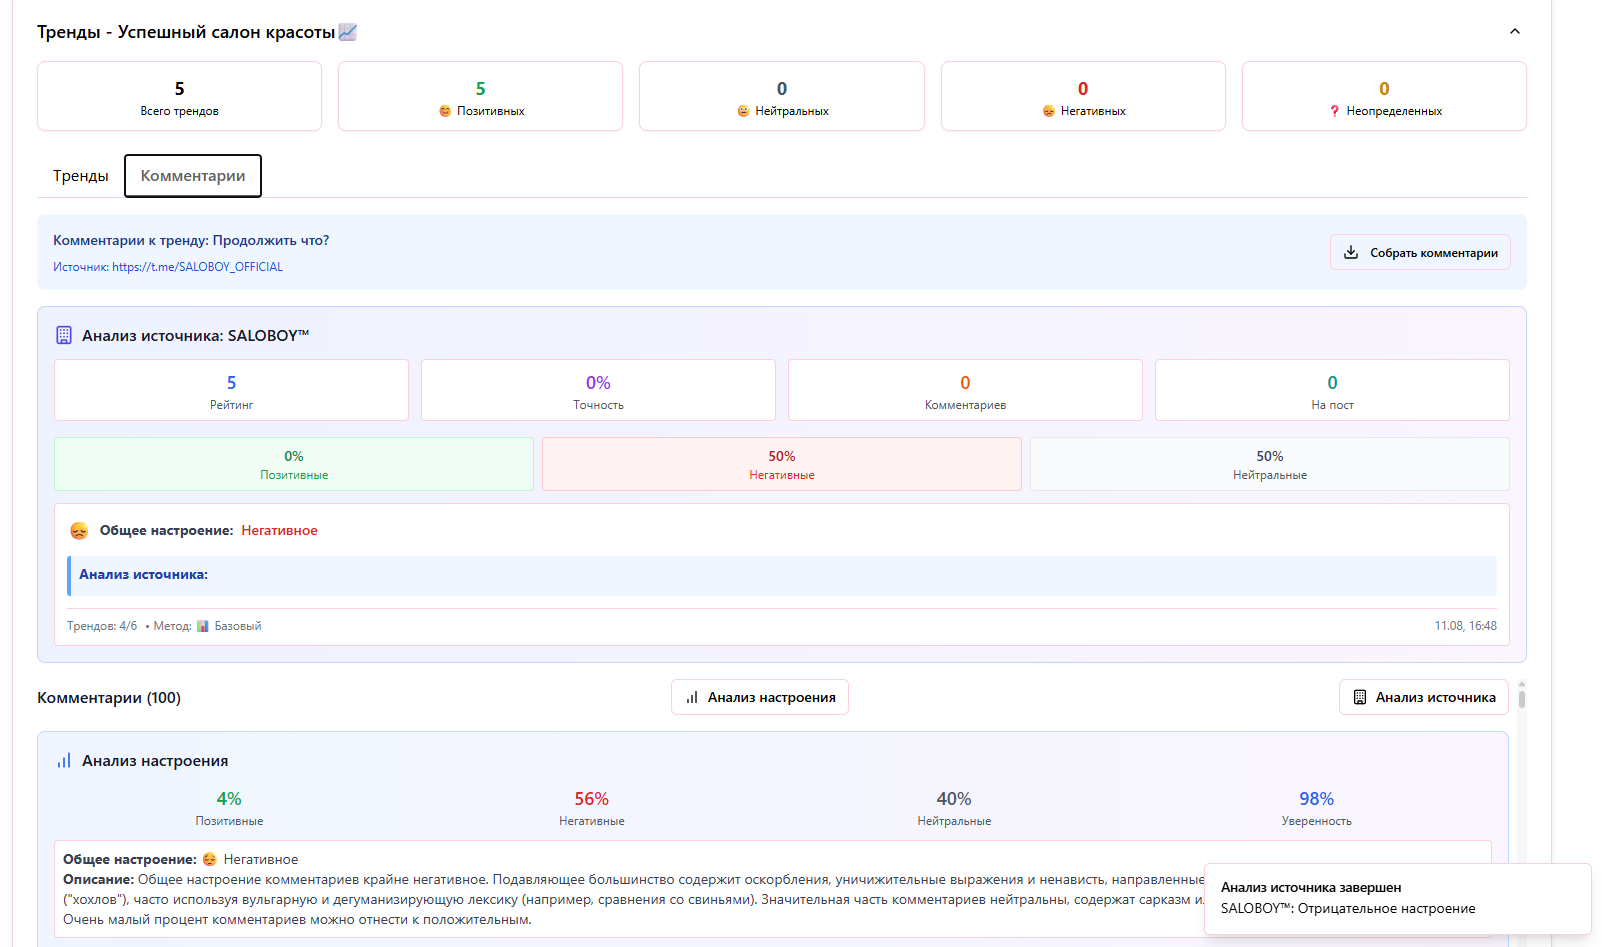 Тренды - Успешный салон красоты
5
Всего трендов
5
Позитивных
0
Нейтральных
0
Негативных
0
Неопределенных
Тренды
Комментарии
Комментарии к тренду: Продолжить что?
Источник: https://t.me/SALOBOY_OFFICIAL
Собрать комментарии
Анализ источника: SALOBOY™
5
Рейтинг
0%
Точность
0
Комментариев
0
На пост
0%
Позитивные
50%
Негативные
50%
Нейтральные
Общее настроение: Негативное
Анализ источника:
Трендов: 4/6 • Метод: Базовый
11.08, 16:48
Комментарии (100)
Анализ настроения
Анализ источника
Анализ настроения
4%
Позитивные
56%
Негативные
40%
Нейтральные
98%
Уверенность
Общее настроение: Негативное
Описание: Общее настроение комментариев крайне негативное. Подавляющее большинство содержит оскорбления, уничижительные выражения и ненависть, направленные
("хохлов"), часто используя вульгарную и дегуманизирующую лексику (например, сравнения со свиньями). Значительная часть комментариев нейтральны, содержат сарказм
Очень малый процент комментариев можно отнести к положительным.
Анализ источника завершен
SALOBOY™: Отрицательное настроение